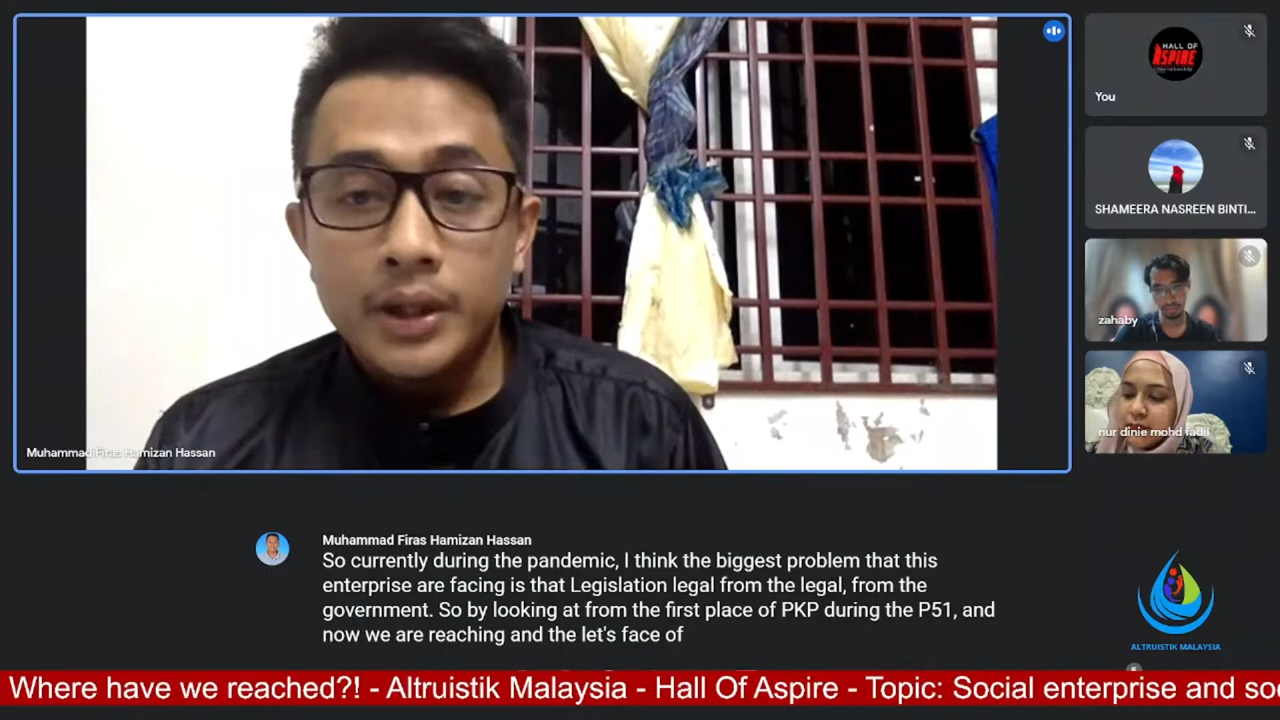 HALL OF
ASPIRE
You
SHAMEERA NASREEN BINTI...
zahaby
nur dinie mohd fadil
Muhammad Firas Hamizan Hassan
Muhammad Firas Hamizan Hassan
So currently during the pandemic, I think the biggest problem that this
enterprise are facing is that Legislation legal from the legal, from the
government. So by looking at from the first place of PKP during the P51, and
now we are reaching and the let's face of
ALTRUISTIK MALAYSIA
Where have we reached?! - Altruistik Malaysia - Hall Of Aspire - Topic: Social enterprise and so